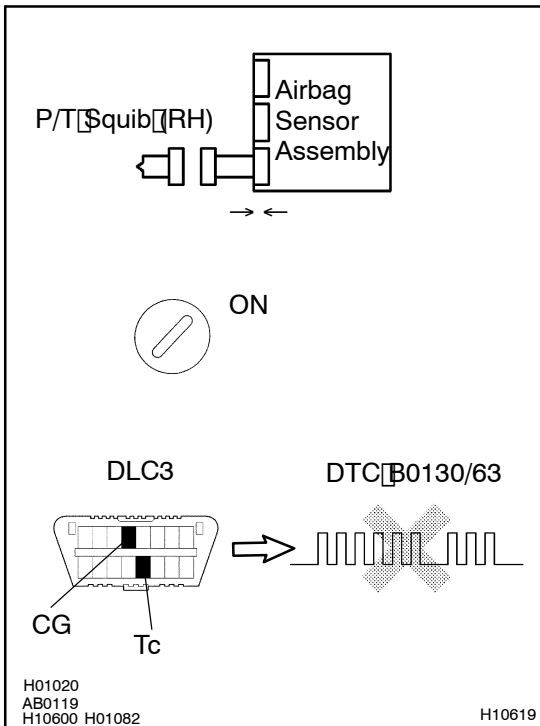 P/T Squib (RH)
Airbag
Sensor
Assembly
ON
DLC3
DTC B0130/63
CG
Tc
H01020
AB0119
H10600 H01082
H10619